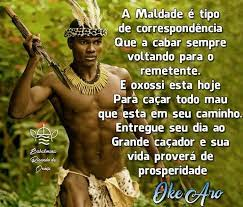 A Maldade é tipo
de correspondência
Que a cabar sempre
voltando para o
remetente.
E oxossi esta hoje
Para caçar todo mau
que esta em seu caminho.
Entregue seu dia ao
Grande caçador e sua
vida proverá de
prosperidade
Oke Aro